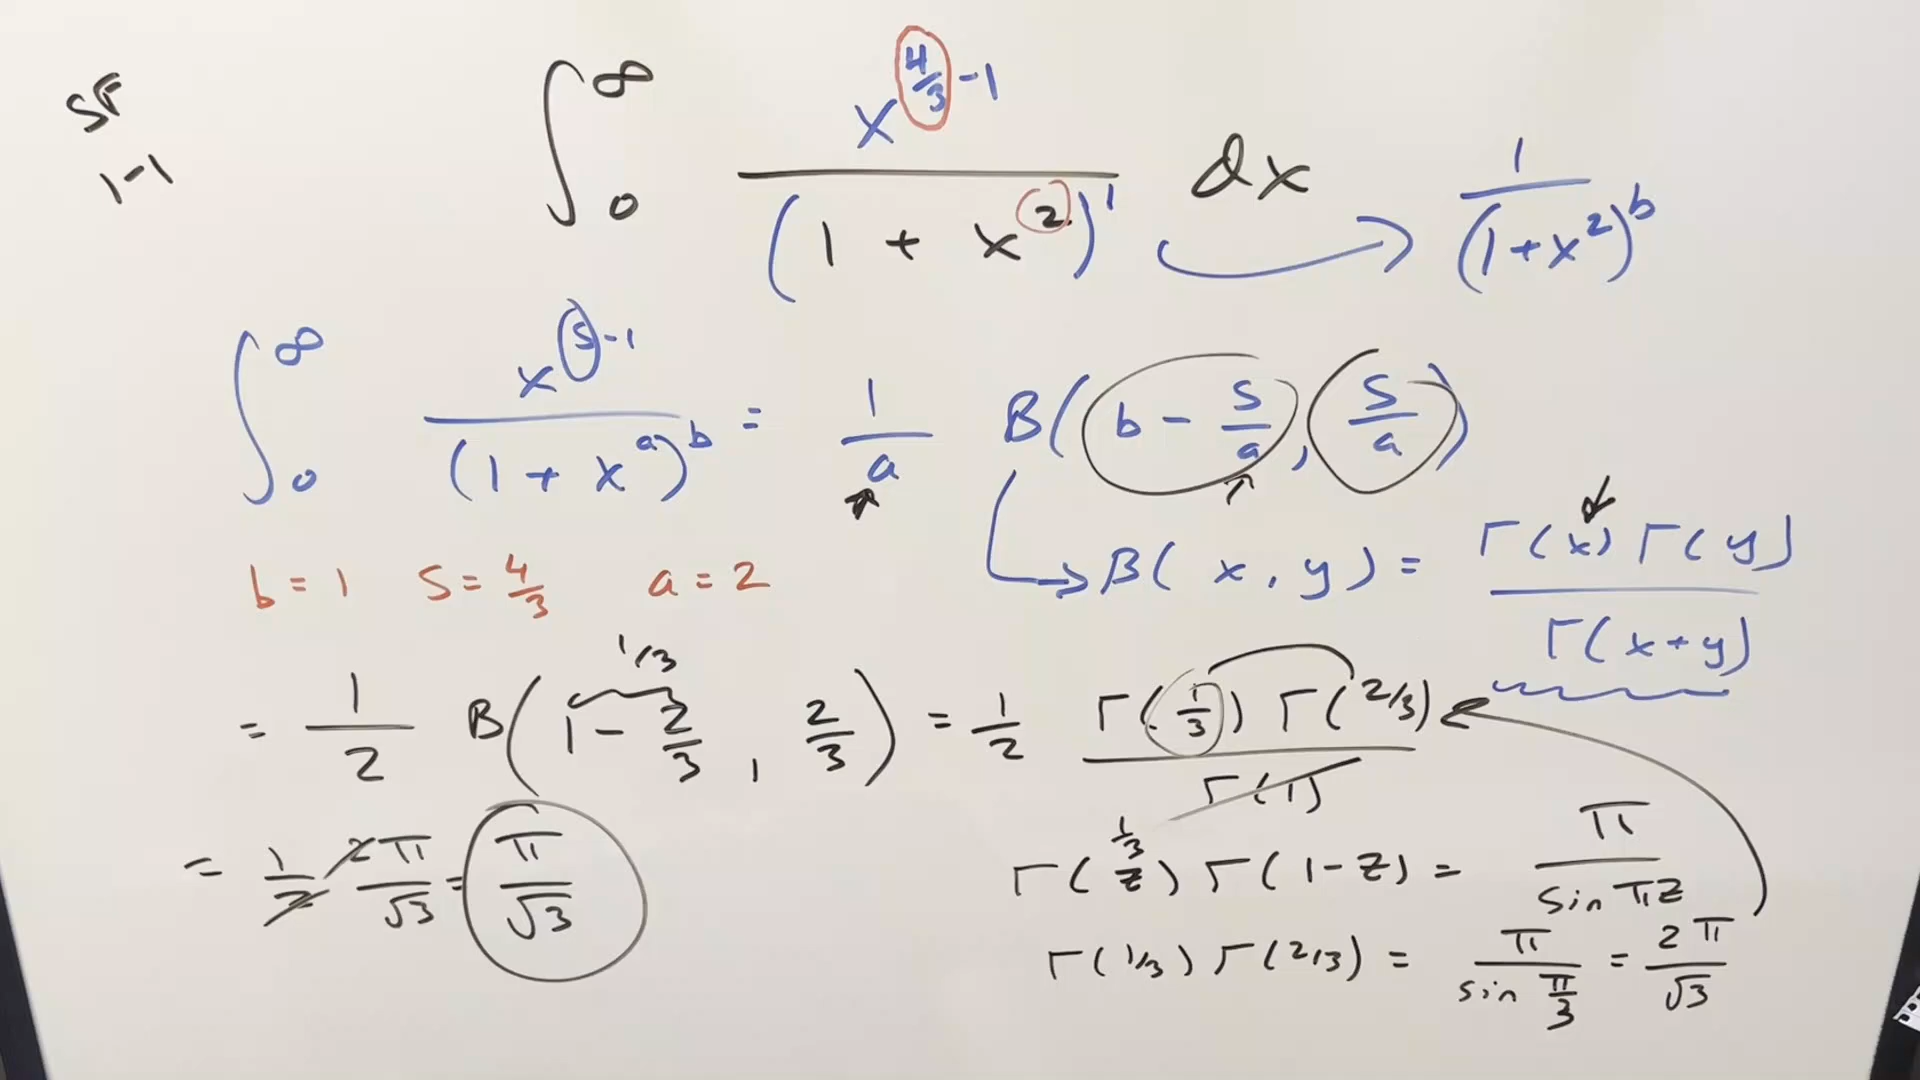 SF
1-1
∫₀^∞ x^(4/3 - 1) / (1 + x²)¹ dx → 1 / (1+x²)^b
∫₀^∞ x^(s-1) / (1 + x^a)^b = 1/a B(b - s/a, s/a)
→ B(x, y) = Γ(x) Γ(y) / Γ(x+y)
b = 1 s = 4/3 a = 2
1/3
= 1/2 B(1 - 2/3, 2/3) = 1/2 Γ(1/3) Γ(2/3) / Γ(1)
= 1/2 2π/√3 = π/√3
1/3
Γ(z) Γ(1-z) = π / sin πz
Γ(1/3) Γ(2/3) = π / sin π/3 = 2π/√3